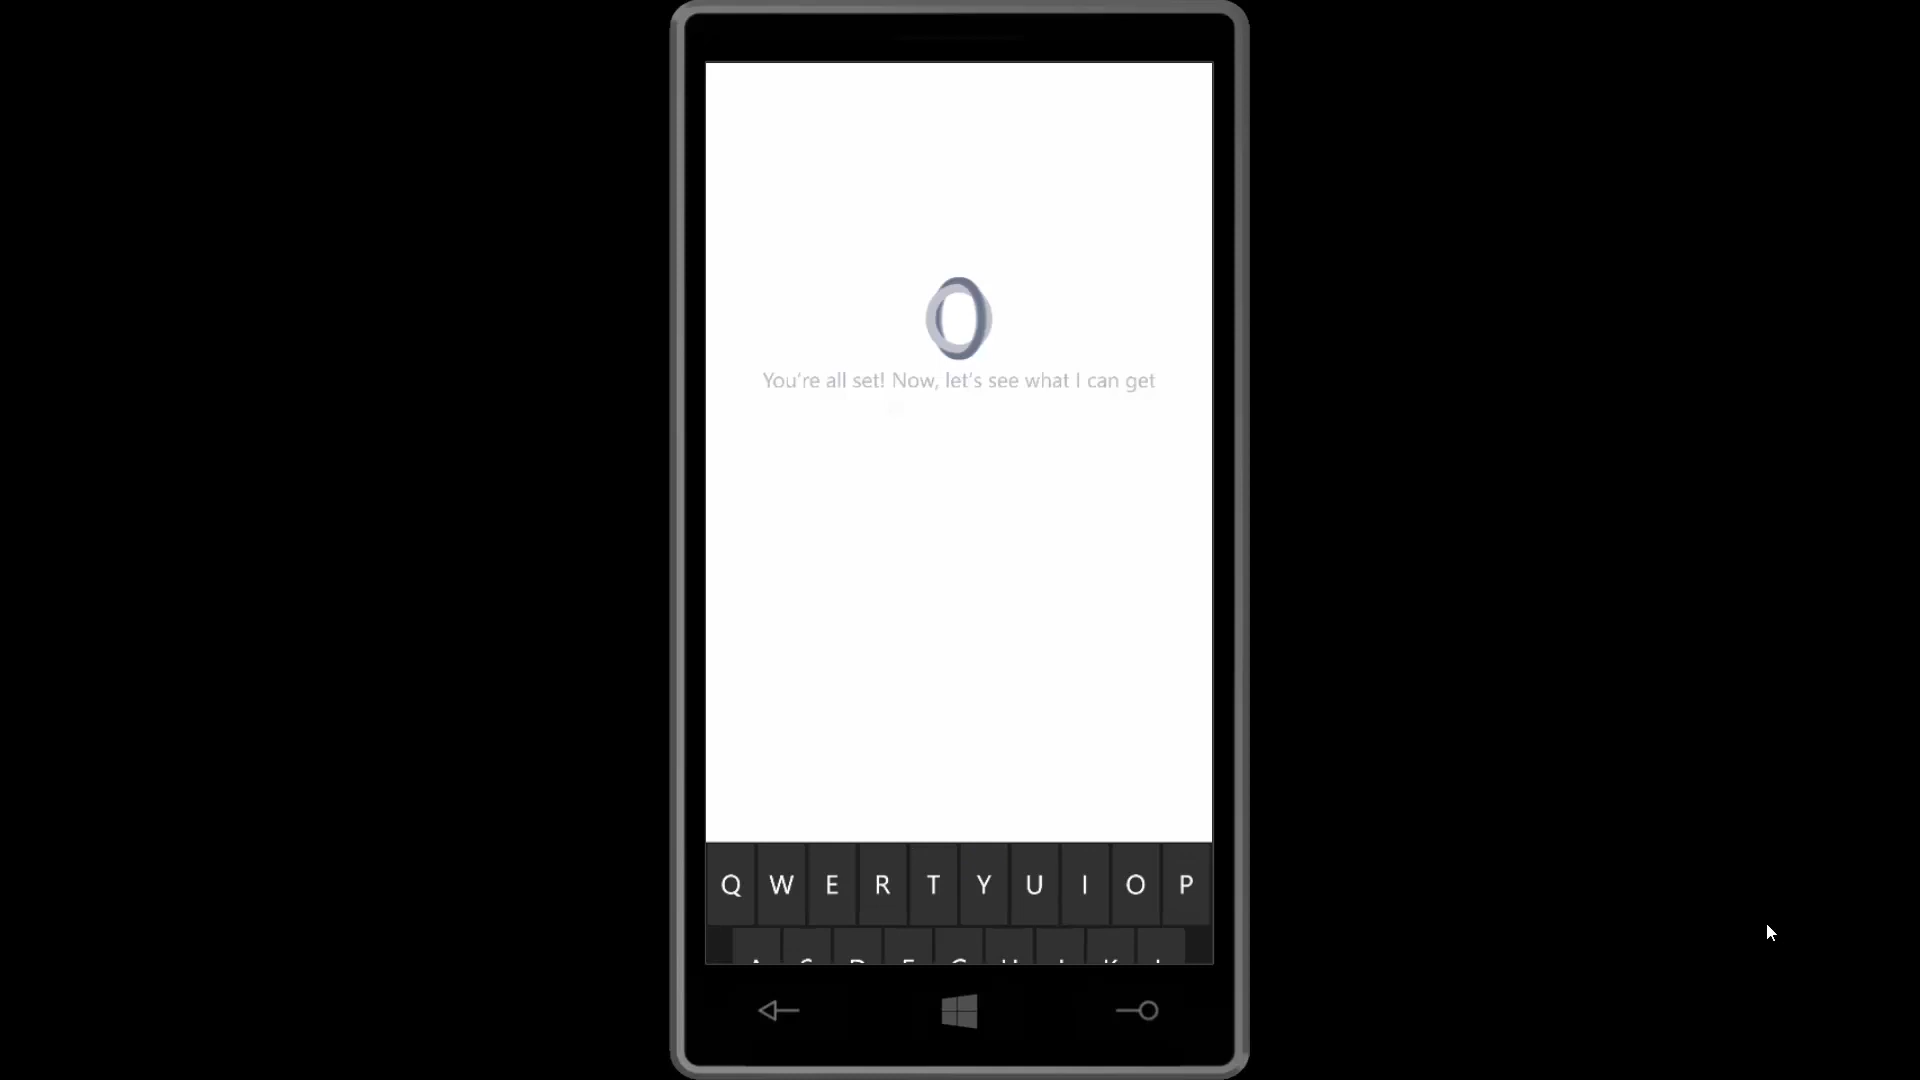 You're all set! Now, let's see what I can get
Q W E R T Y U I O P